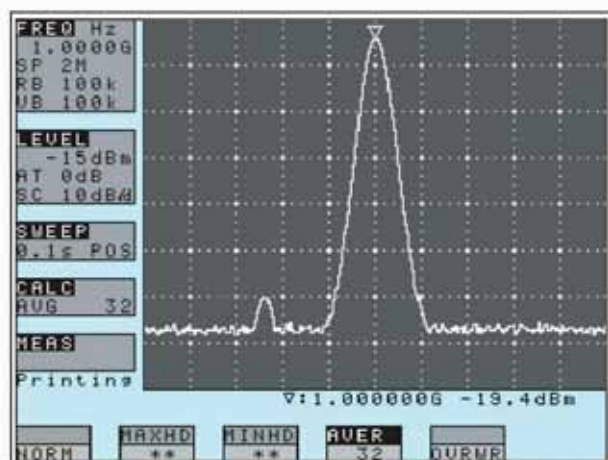 FREQ Hz
1.0000G
SP 2M
RB 100k
VB 100k
LEVEL
-15dBm
AT 0dB
SC 10dB/d
SWEEP
0.1s POS
CALC
AVG 32
MEAS
Printing
∇:1.000000G -19.4dBm
NORM
MAXHD
**
MINHD
**
AVER
32
OVRWR